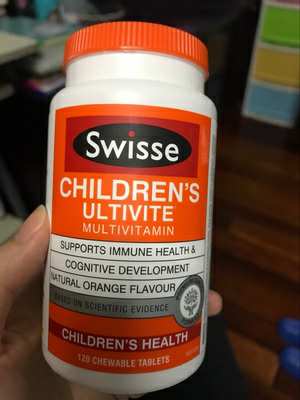 Swisse
CHILDREN'S
ULTIVITE
MULTIVITAMIN
SUPPORTS IMMUNE HEALTH &
COGNITIVE DEVELOPMENT
NATURAL ORANGE FLAVOUR
BASED ON SCIENTIFIC EVIDENCE
CHILDREN'S HEALTH
120 CHEWABLE TABLETS